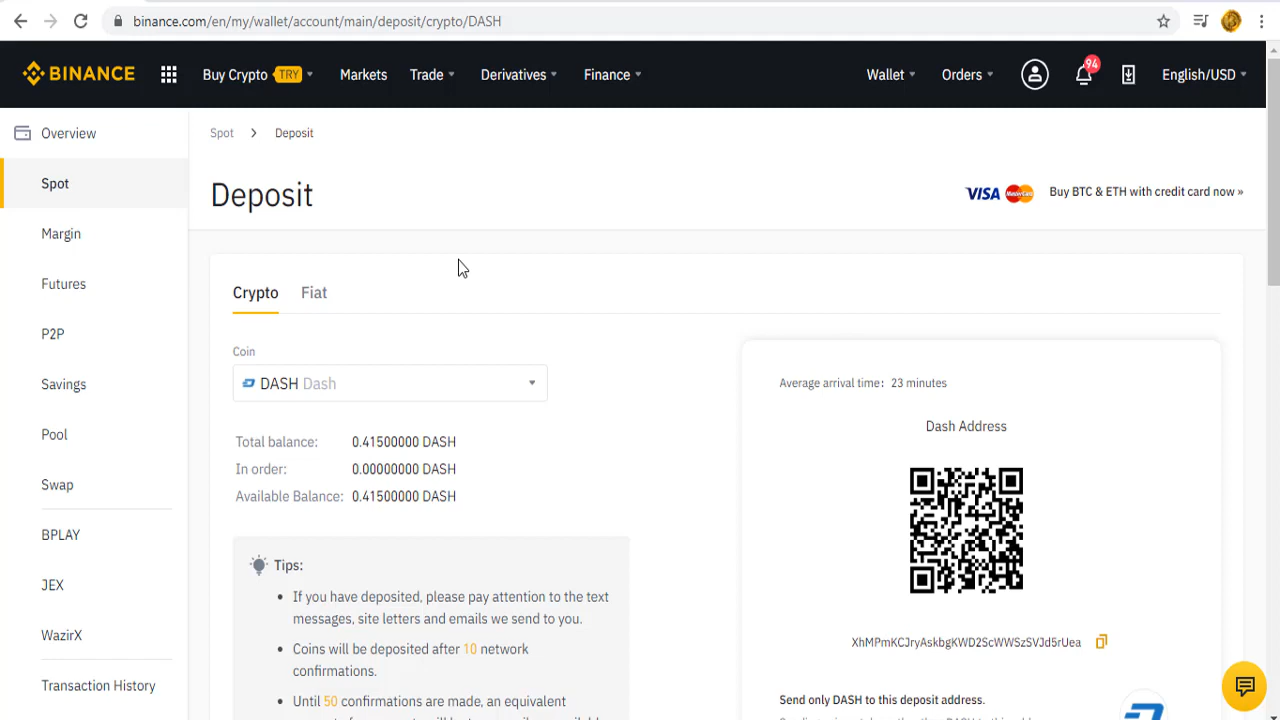 binance.com/en/my/wallet/account/main/deposit/crypto/DASH
BINANCE Buy Crypto TRY Markets Trade Derivatives Finance Wallet Orders 94 English/USD
Overview
Spot
Margin
Futures
P2P
Savings
Pool
Swap
BPLAY
JEX
WazirX
Transaction History
Spot > Deposit
Deposit
VISA MasterCard Buy BTC & ETH with credit card now »
Crypto Fiat
Coin
DASH Dash
Total balance: 0.41500000 DASH
In order: 0.00000000 DASH
Available Balance: 0.41500000 DASH
Tips:
• If you have deposited, please pay attention to the text
messages, site letters and emails we send to you.
• Coins will be deposited after 10 network
confirmations.
• Until 50 confirmations are made, an equivalent
Average arrival time: 23 minutes
Dash Address
XhMPmKCJryAskbgKWD2ScWWSzSVJd5rUea
Send only DASH to this deposit address.